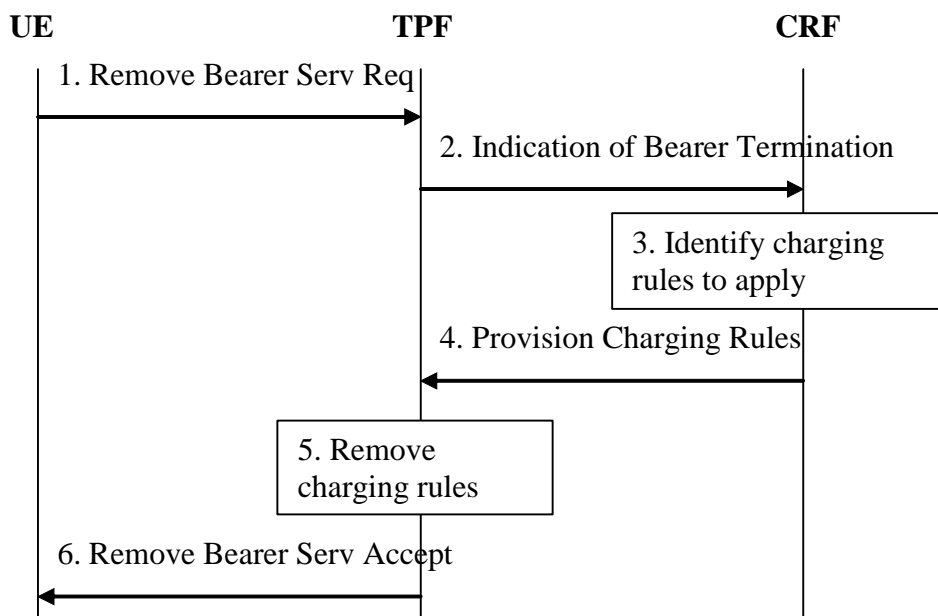 UE TPF CRF
1. Remove Bearer Serv Req
2. Indication of Bearer Termination
3. Identify charging
rules to apply
4. Provision Charging Rules
5. Remove
charging rules
6. Remove Bearer Serv Accept